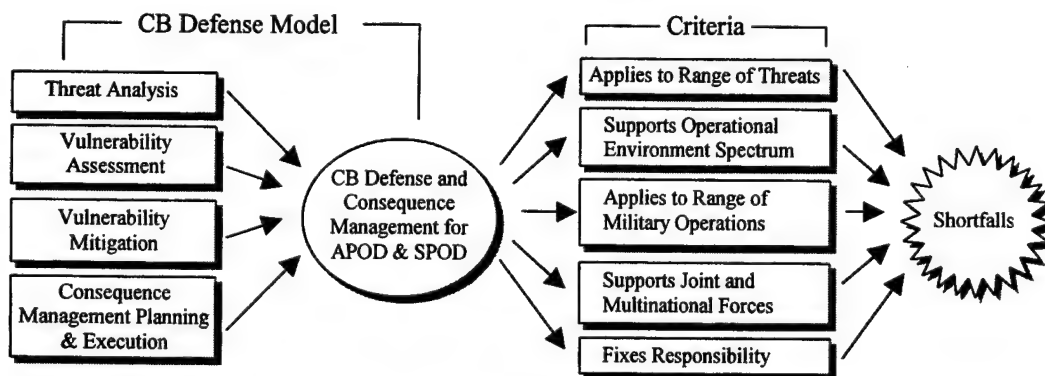 CB Defense Model
Threat Analysis
Vulnerability
Assessment
Vulnerability
Mitigation
Consequence
Management Planning
& Execution
CB Defense and
Consequence
Management for
APOD & SPOD
Criteria
Applies to Range of Threats
Supports Operational
Environment Spectrum
Applies to Range of
Military Operations
Supports Joint and
Multinational Forces
Fixes Responsibility
Shortfalls